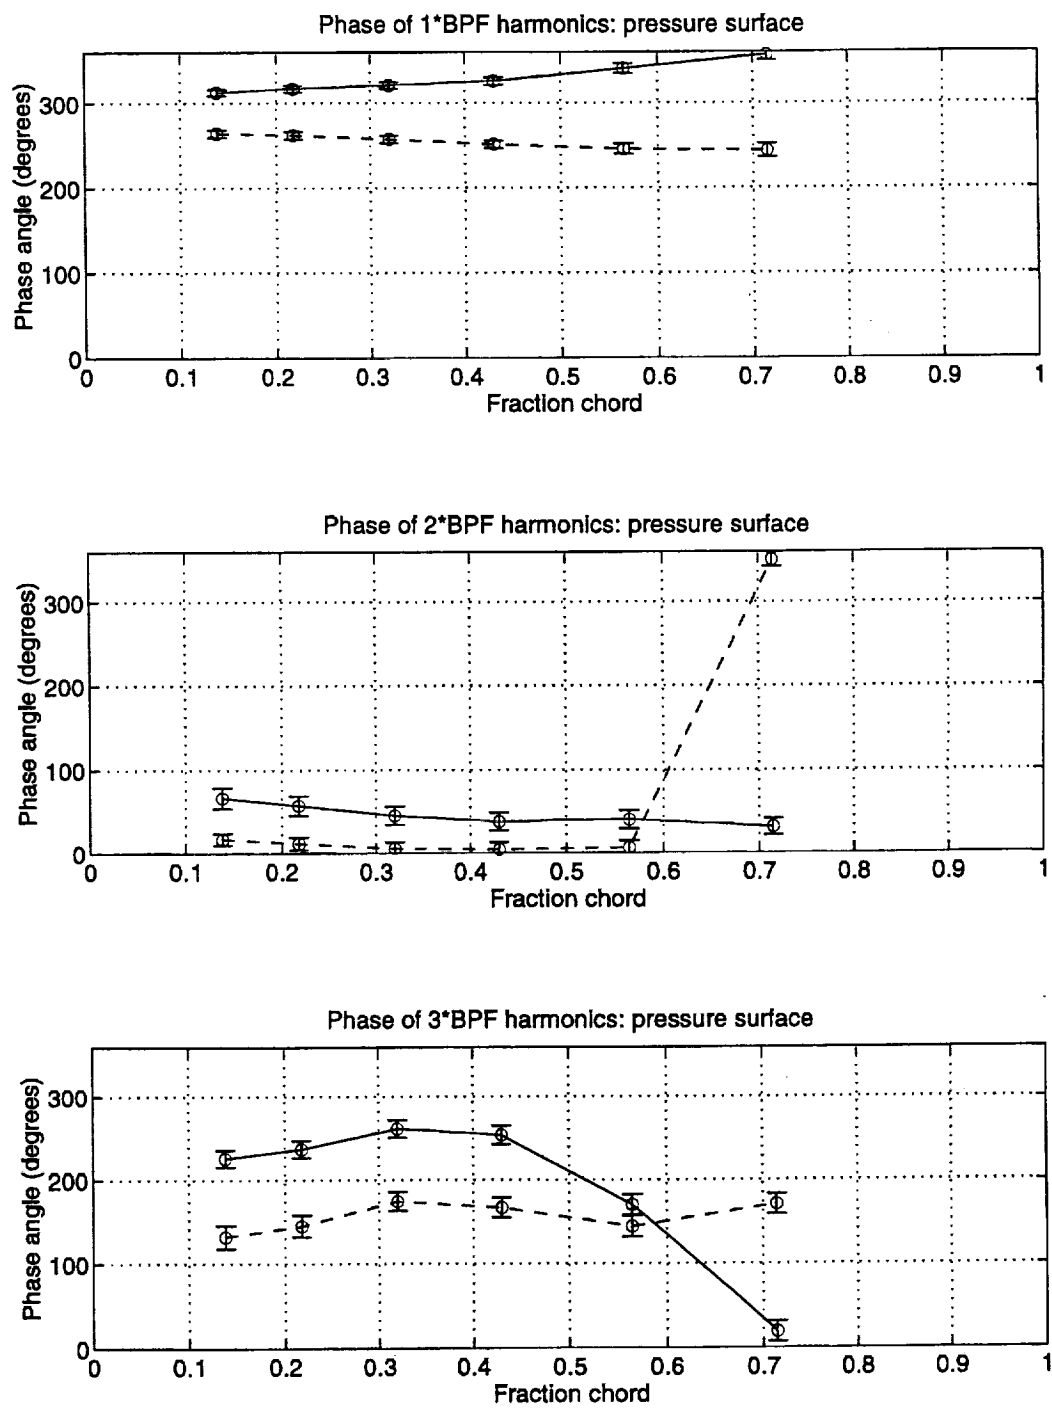 Phase of 1*BPF harmonics: pressure surface
Phase angle (degrees)
300
200
100
0
0 0.1 0.2 0.3 0.4 0.5 0.6 0.7 0.8 0.9 1
Fraction chord
Phase of 2*BPF harmonics: pressure surface
Phase angle (degrees)
300
200
100
0
0 0.1 0.2 0.3 0.4 0.5 0.6 0.7 0.8 0.9 1
Fraction chord
Phase of 3*BPF harmonics: pressure surface
Phase angle (degrees)
300
200
100
0
0 0.1 0.2 0.3 0.4 0.5 0.6 0.7 0.8 0.9 1
Fraction chord